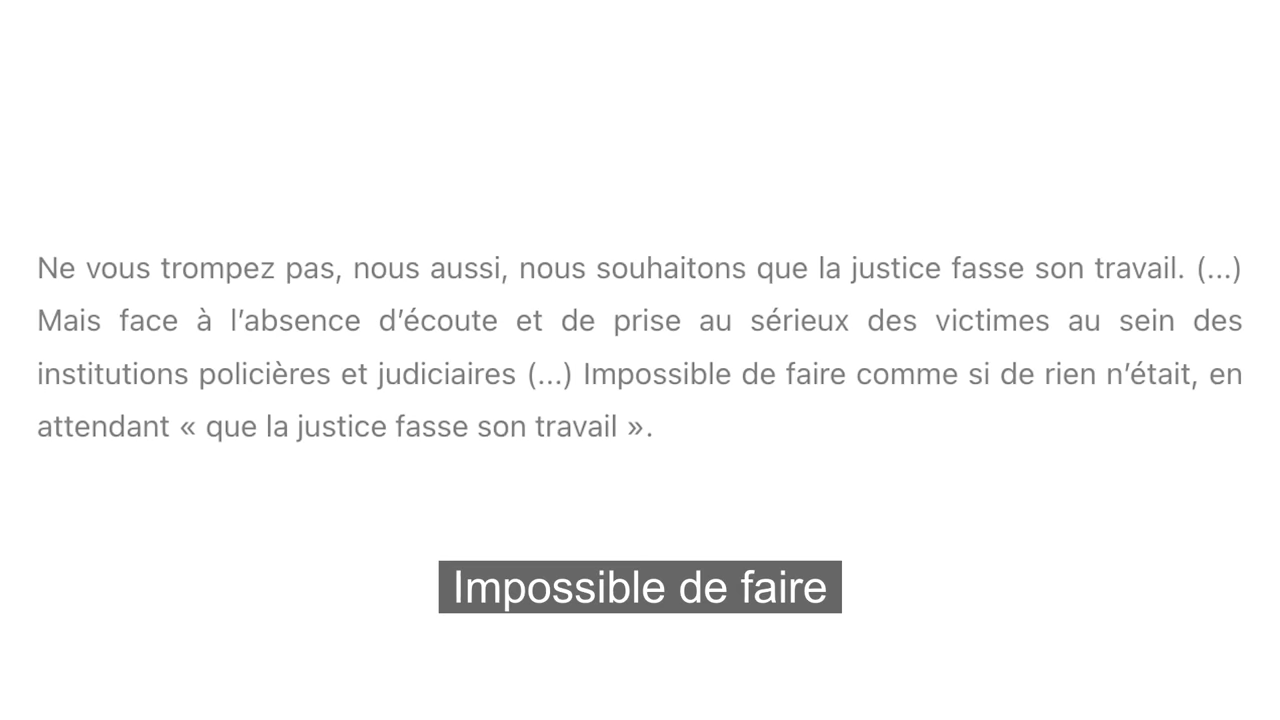 Ne vous trompez pas, nous aussi, nous souhaitons que la justice fasse son travail. (...)
Mais face à l’absence d’écoute et de prise au sérieux des victimes au sein des
institutions policières et judiciaires (...) Impossible de faire comme si de rien n’était, en
attendant « que la justice fasse son travail ».
Impossible de faire